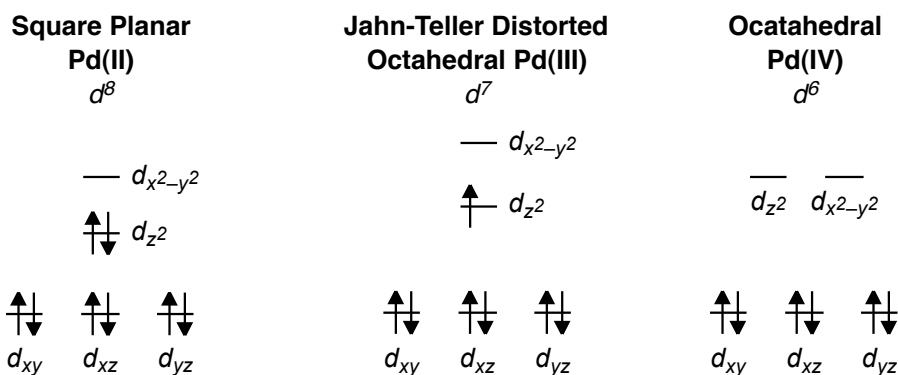 Square Planar
Pd(II)
d⁸
Jahn-Teller Distorted
Octahedral Pd(III)
d⁷
Ocatahedral
Pd(IV)
d⁶
dx²–y²
dz²
dxy dxz dyz
dx²–y²
dz²
dxy dxz dyz
dz² dx²–y²
dxy dxz dyz